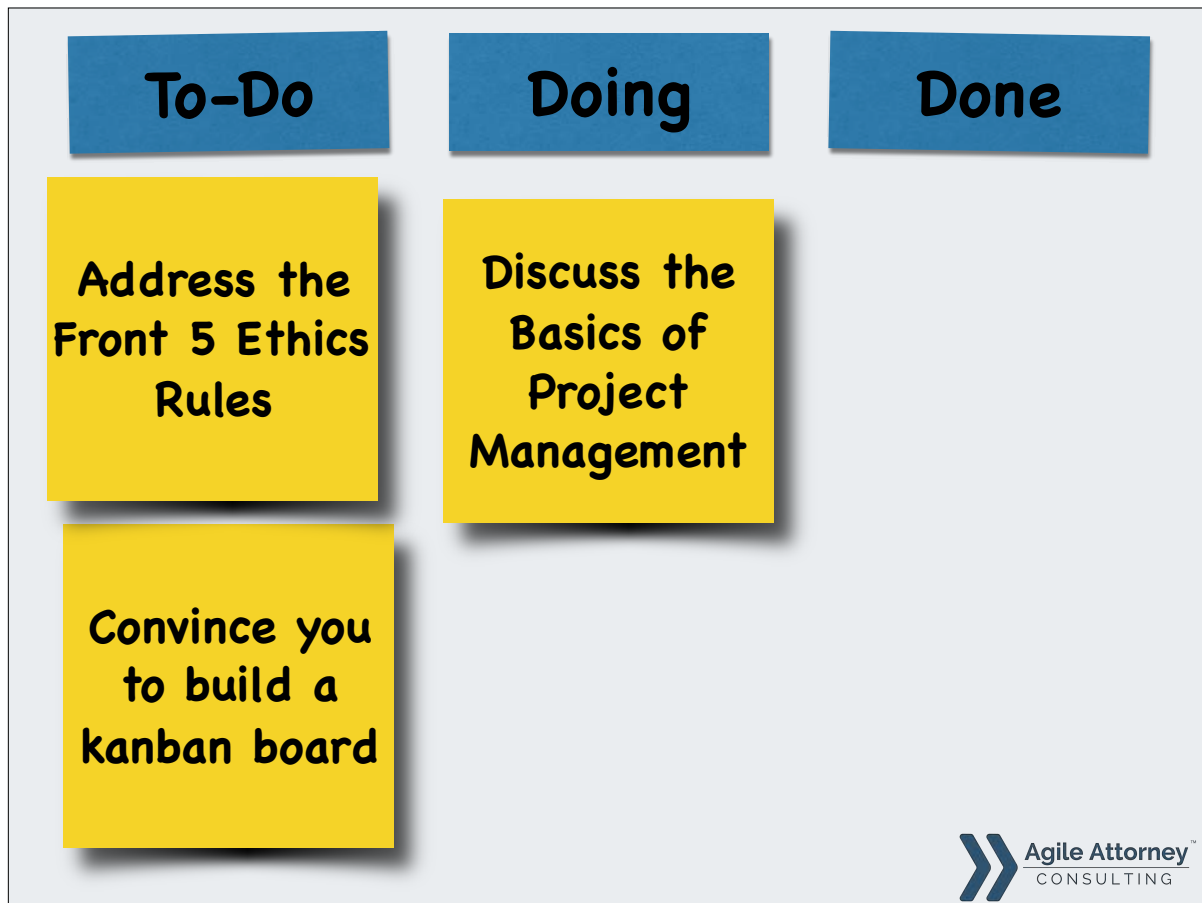 To-Do
Doing
Done
Address the
Front 5 Ethics
Rules
Convince you
to build a
kanban board
Discuss the
Basics of
Project
Management
Agile Attorney™
CONSULTING